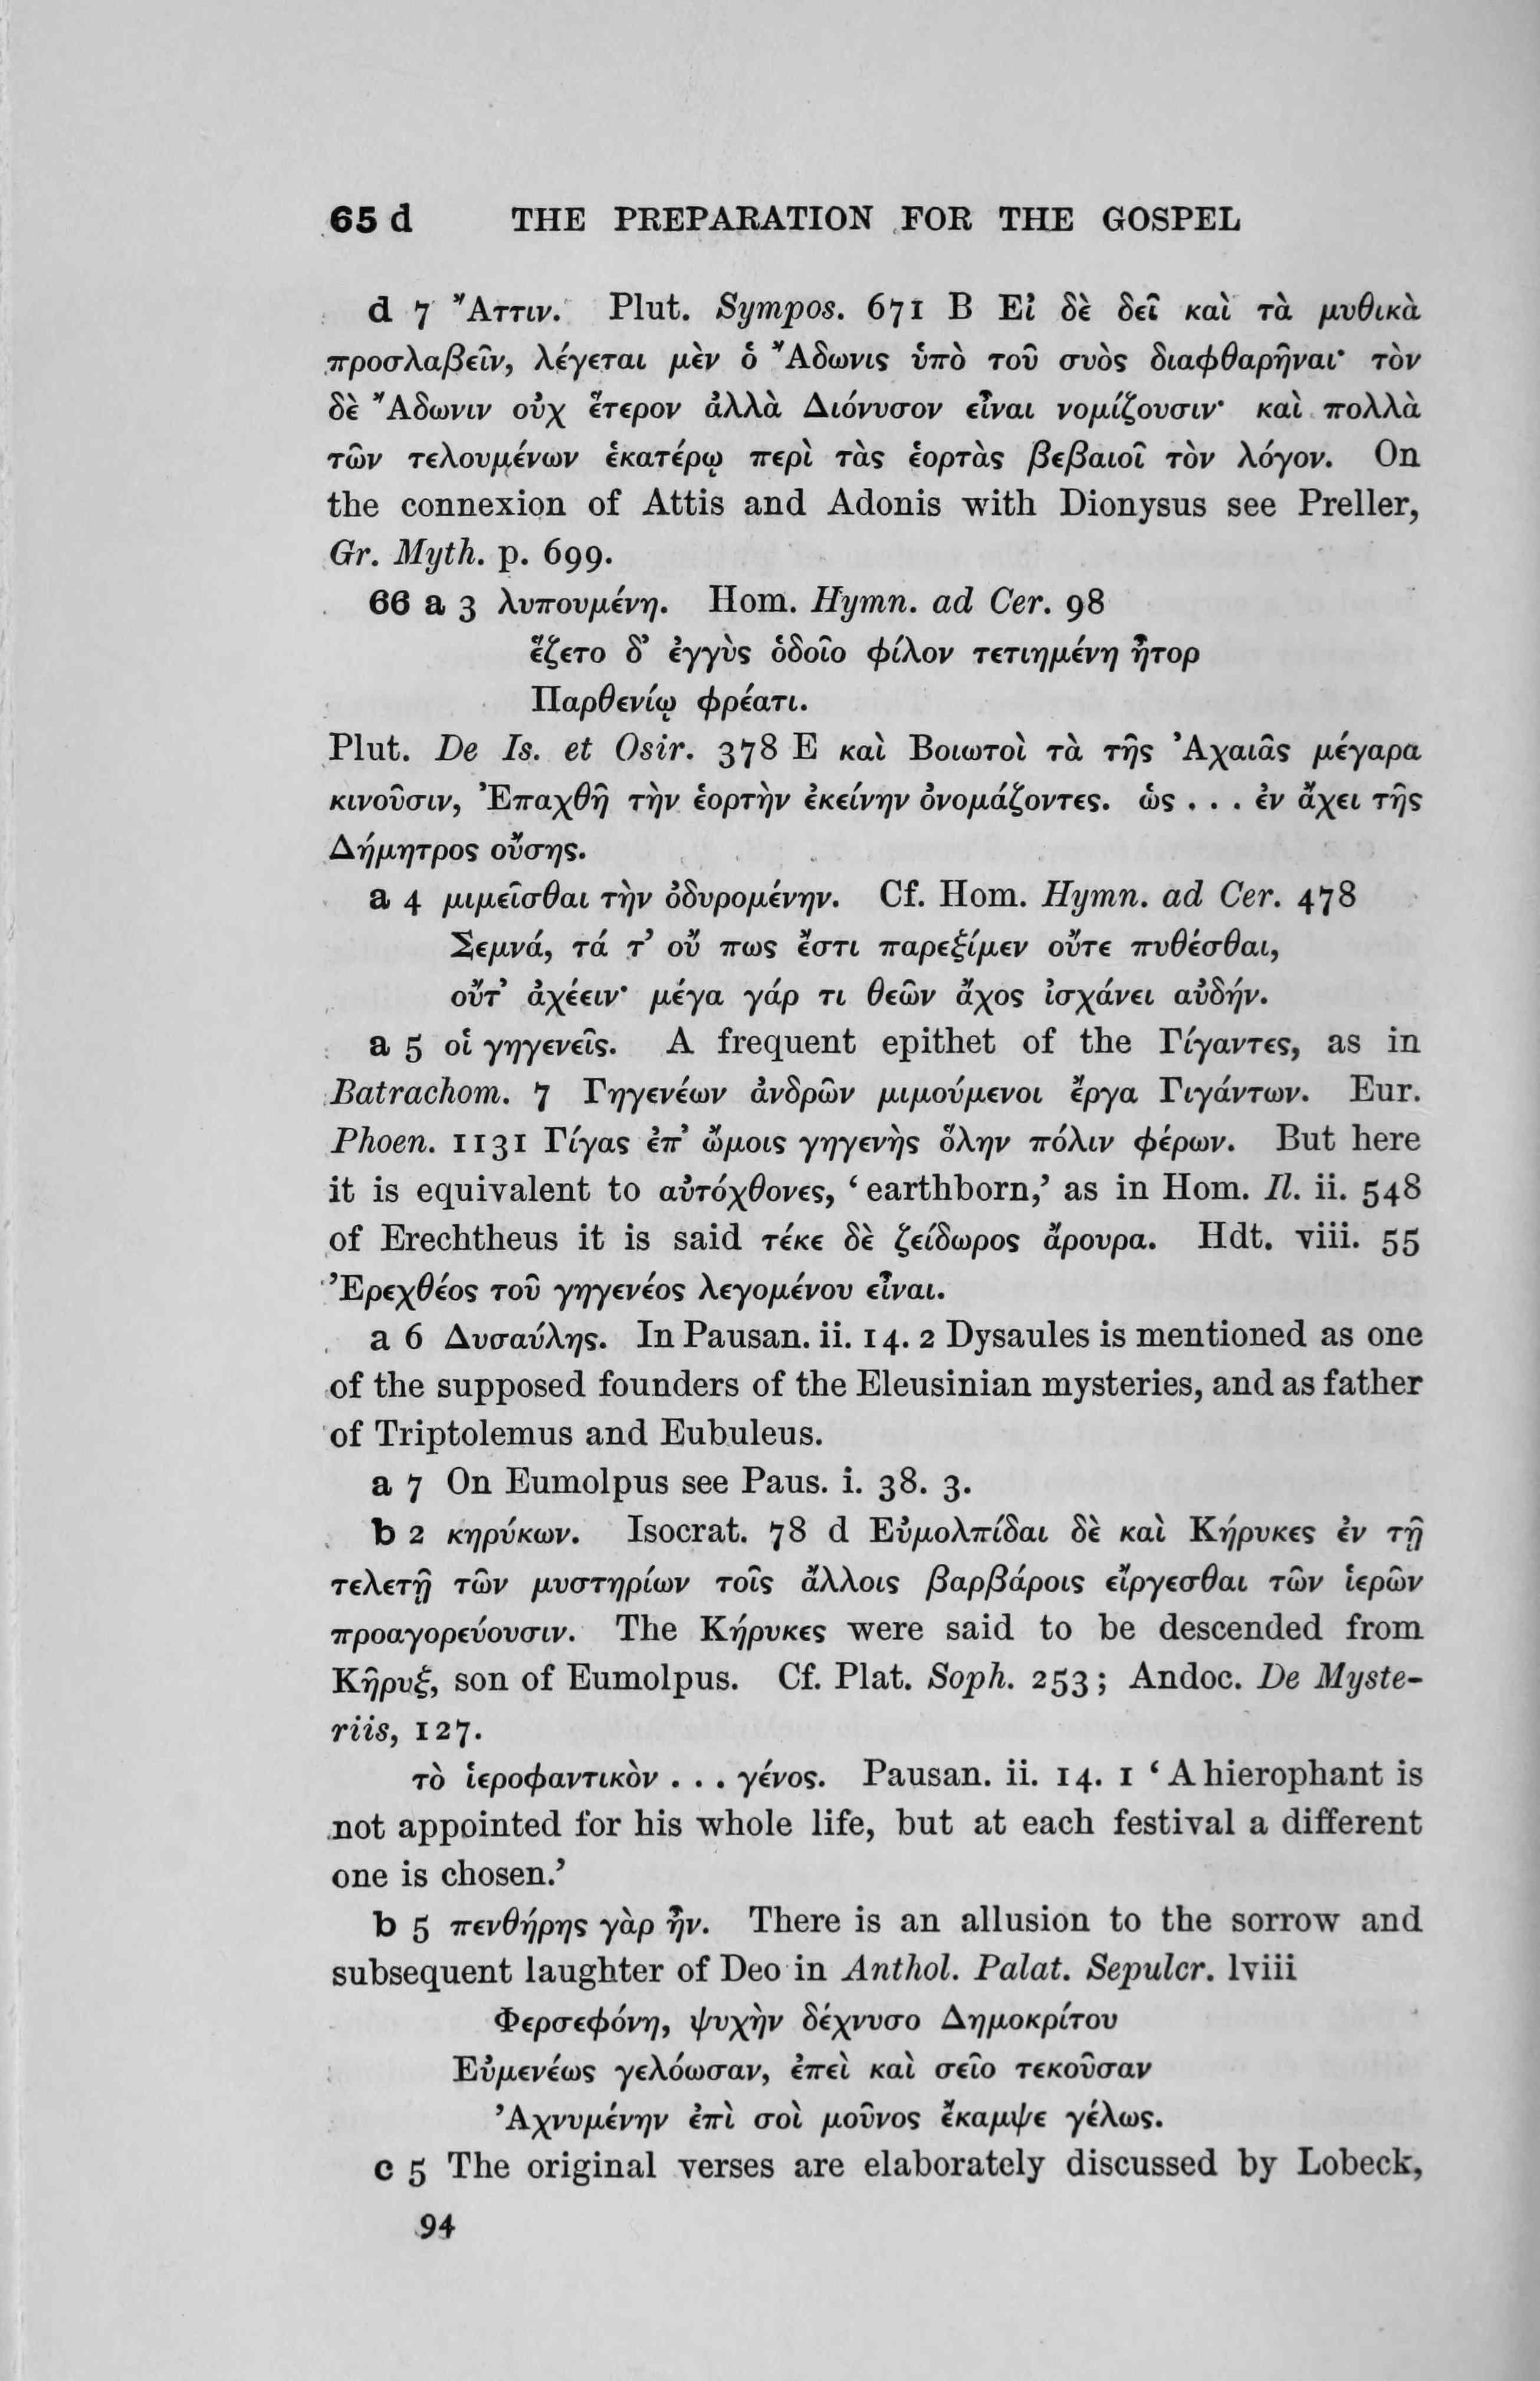 65 d THE PREPARATION FOR THE GOSPEL
d 7 Ἄττιν. Plut. Sympos. 671 B Εἰ δὲ δεῖ καὶ τὰ μυθικὰ
προσλαβεῖν, λέγεται μὲν ὁ Ἄδωνις ὑπὸ τοῦ συὸς διαφθαρῆναι· τὸν
δὲ Ἄδωνιν οὐχ ἕτερον ἀλλὰ Διόνυσον εἶναι νομίζουσιν· καὶ πολλὰ
τῶν τελουμένων ἑκατέρῳ περὶ τὰς ἑορτὰς βεβαιοῖ τὸν λόγον. On
the connexion of Attis and Adonis with Dionysus see Preller,
Gr. Myth. p. 699.
66 a 3 λυπουμένη. Hom. Hymn. ad Cer. 98
ἕζετο δ’ ἐγγὺς ὁδοῖο φίλον τετιημένη ἦτορ
Παρθενίῳ φρέατι.
Plut. De Is. et Osir. 378 E καὶ Βοιωτοὶ τὰ τῆς Ἀχαιᾶς μέγαρα
κινοῦσιν, Ἐπαχθῆ τὴν ἑορτὴν ἐκείνην ὀνομάζοντες. ὡς . . . ἐν ἄχει τῆς
Δήμητρος οὔσης.
a 4 μιμεῖσθαι τὴν ὀδυρομένην. Cf. Hom. Hymn. ad Cer. 478
Σεμνά, τά τ’ οὔ πως ἔστι παρεξίμεν οὔτε πυθέσθαι,
οὔτ’ ἀχέειν· μέγα γάρ τι θεῶν ἄχος ἰσχάνει αὐδήν.
a 5 οἱ γηγενεῖς. A frequent epithet of the Γίγαντες, as in
Batrachom. 7 Γηγενέων ἀνδρῶν μιμούμενοι ἔργα Γιγάντων. Eur.
Phoen. 1131 Γίγας ἐπ’ ὤμοις γηγενὴς ὅλην πόλιν φέρων. But here
it is equivalent to αὐτόχθονες, ‘earthborn,’ as in Hom. Il. ii. 548
of Erechtheus it is said τέκε δὲ ζείδωρος ἄρουρα. Hdt. viii. 55
Ἐρεχθέος τοῦ γηγενέος λεγομένου εἶναι.
a 6 Δυσαύλης. In Pausan. ii. 14. 2 Dysaules is mentioned as one
of the supposed founders of the Eleusinian mysteries, and as father
of Triptolemus and Eubuleus.
a 7 On Eumolpus see Paus. i. 38. 3.
b 2 κηρύκων. Isocrat. 78 d Εὐμολπίδαι δὲ καὶ Κήρυκες ἐν τῇ
τελετῇ τῶν μυστηρίων τοῖς ἄλλοις βαρβάροις εἴργεσθαι τῶν ἱερῶν
προαγορεύουσιν. The Κήρυκες were said to be descended from
Κῆρυξ, son of Eumolpus. Cf. Plat. Soph. 253; Andoc. De Myste-
riis, 127.
τὸ ἱεροφαντικὸν . . . γένος. Pausan. ii. 14. 1 ‘A hierophant is
not appointed for his whole life, but at each festival a different
one is chosen.’
b 5 πενθήρης γὰρ ἦν. There is an allusion to the sorrow and
subsequent laughter of Deo in Anthol. Palat. Sepulcr. lviii
Φερσεφόνη, ψυχὴν δέχνυσο Δημοκρίτου
Εὐμενέως γελόωσαν, ἐπεὶ καὶ σεῖο τεκοῦσαν
Ἀχνυμένην ἐπὶ σοὶ μοῦνος ἔκαμψε γέλως.
c 5 The original verses are elaborately discussed by Lobeck,
94